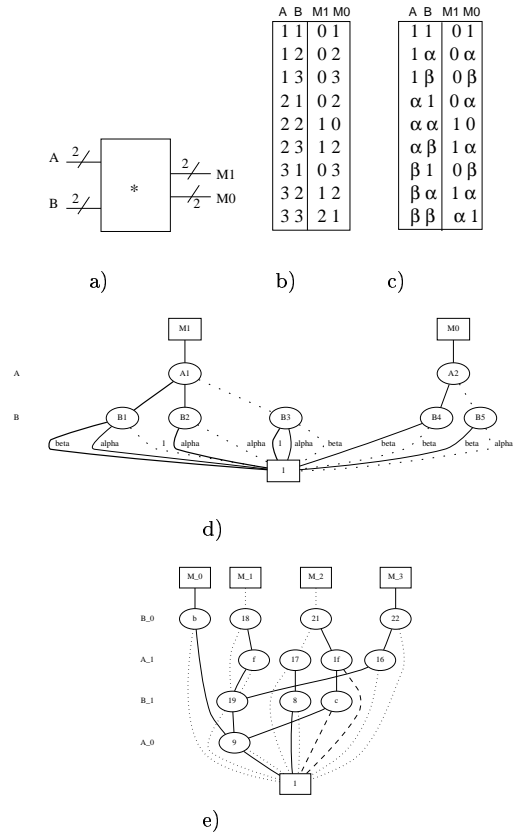 A B M1 M0 A B M1 M0
1 1 0 1 1 1 0 1
1 2 0 2 1 α 0 α
1 3 0 3 1 β 0 β
2 1 0 2 α 1 0 α
2 2 1 0 α α 1 0
2 3 1 2 α β 1 α
3 1 0 3 β 1 0 β
3 2 1 2 β α 1 α
3 3 2 1 β β α 1
A 2
B 2
*
2 M1
2 M0
a) b) c)
M1 M0
A A1 A2
B B1 B2 B3 B4 B5
beta alpha 1 alpha alpha 1 alpha beta beta beta beta alpha
1
d)
M_0 M_1 M_2 M_3
B_0 b 18 21 22
A_1 f 17 1f 16
B_1 19 8 c
A_0 9
1
e)